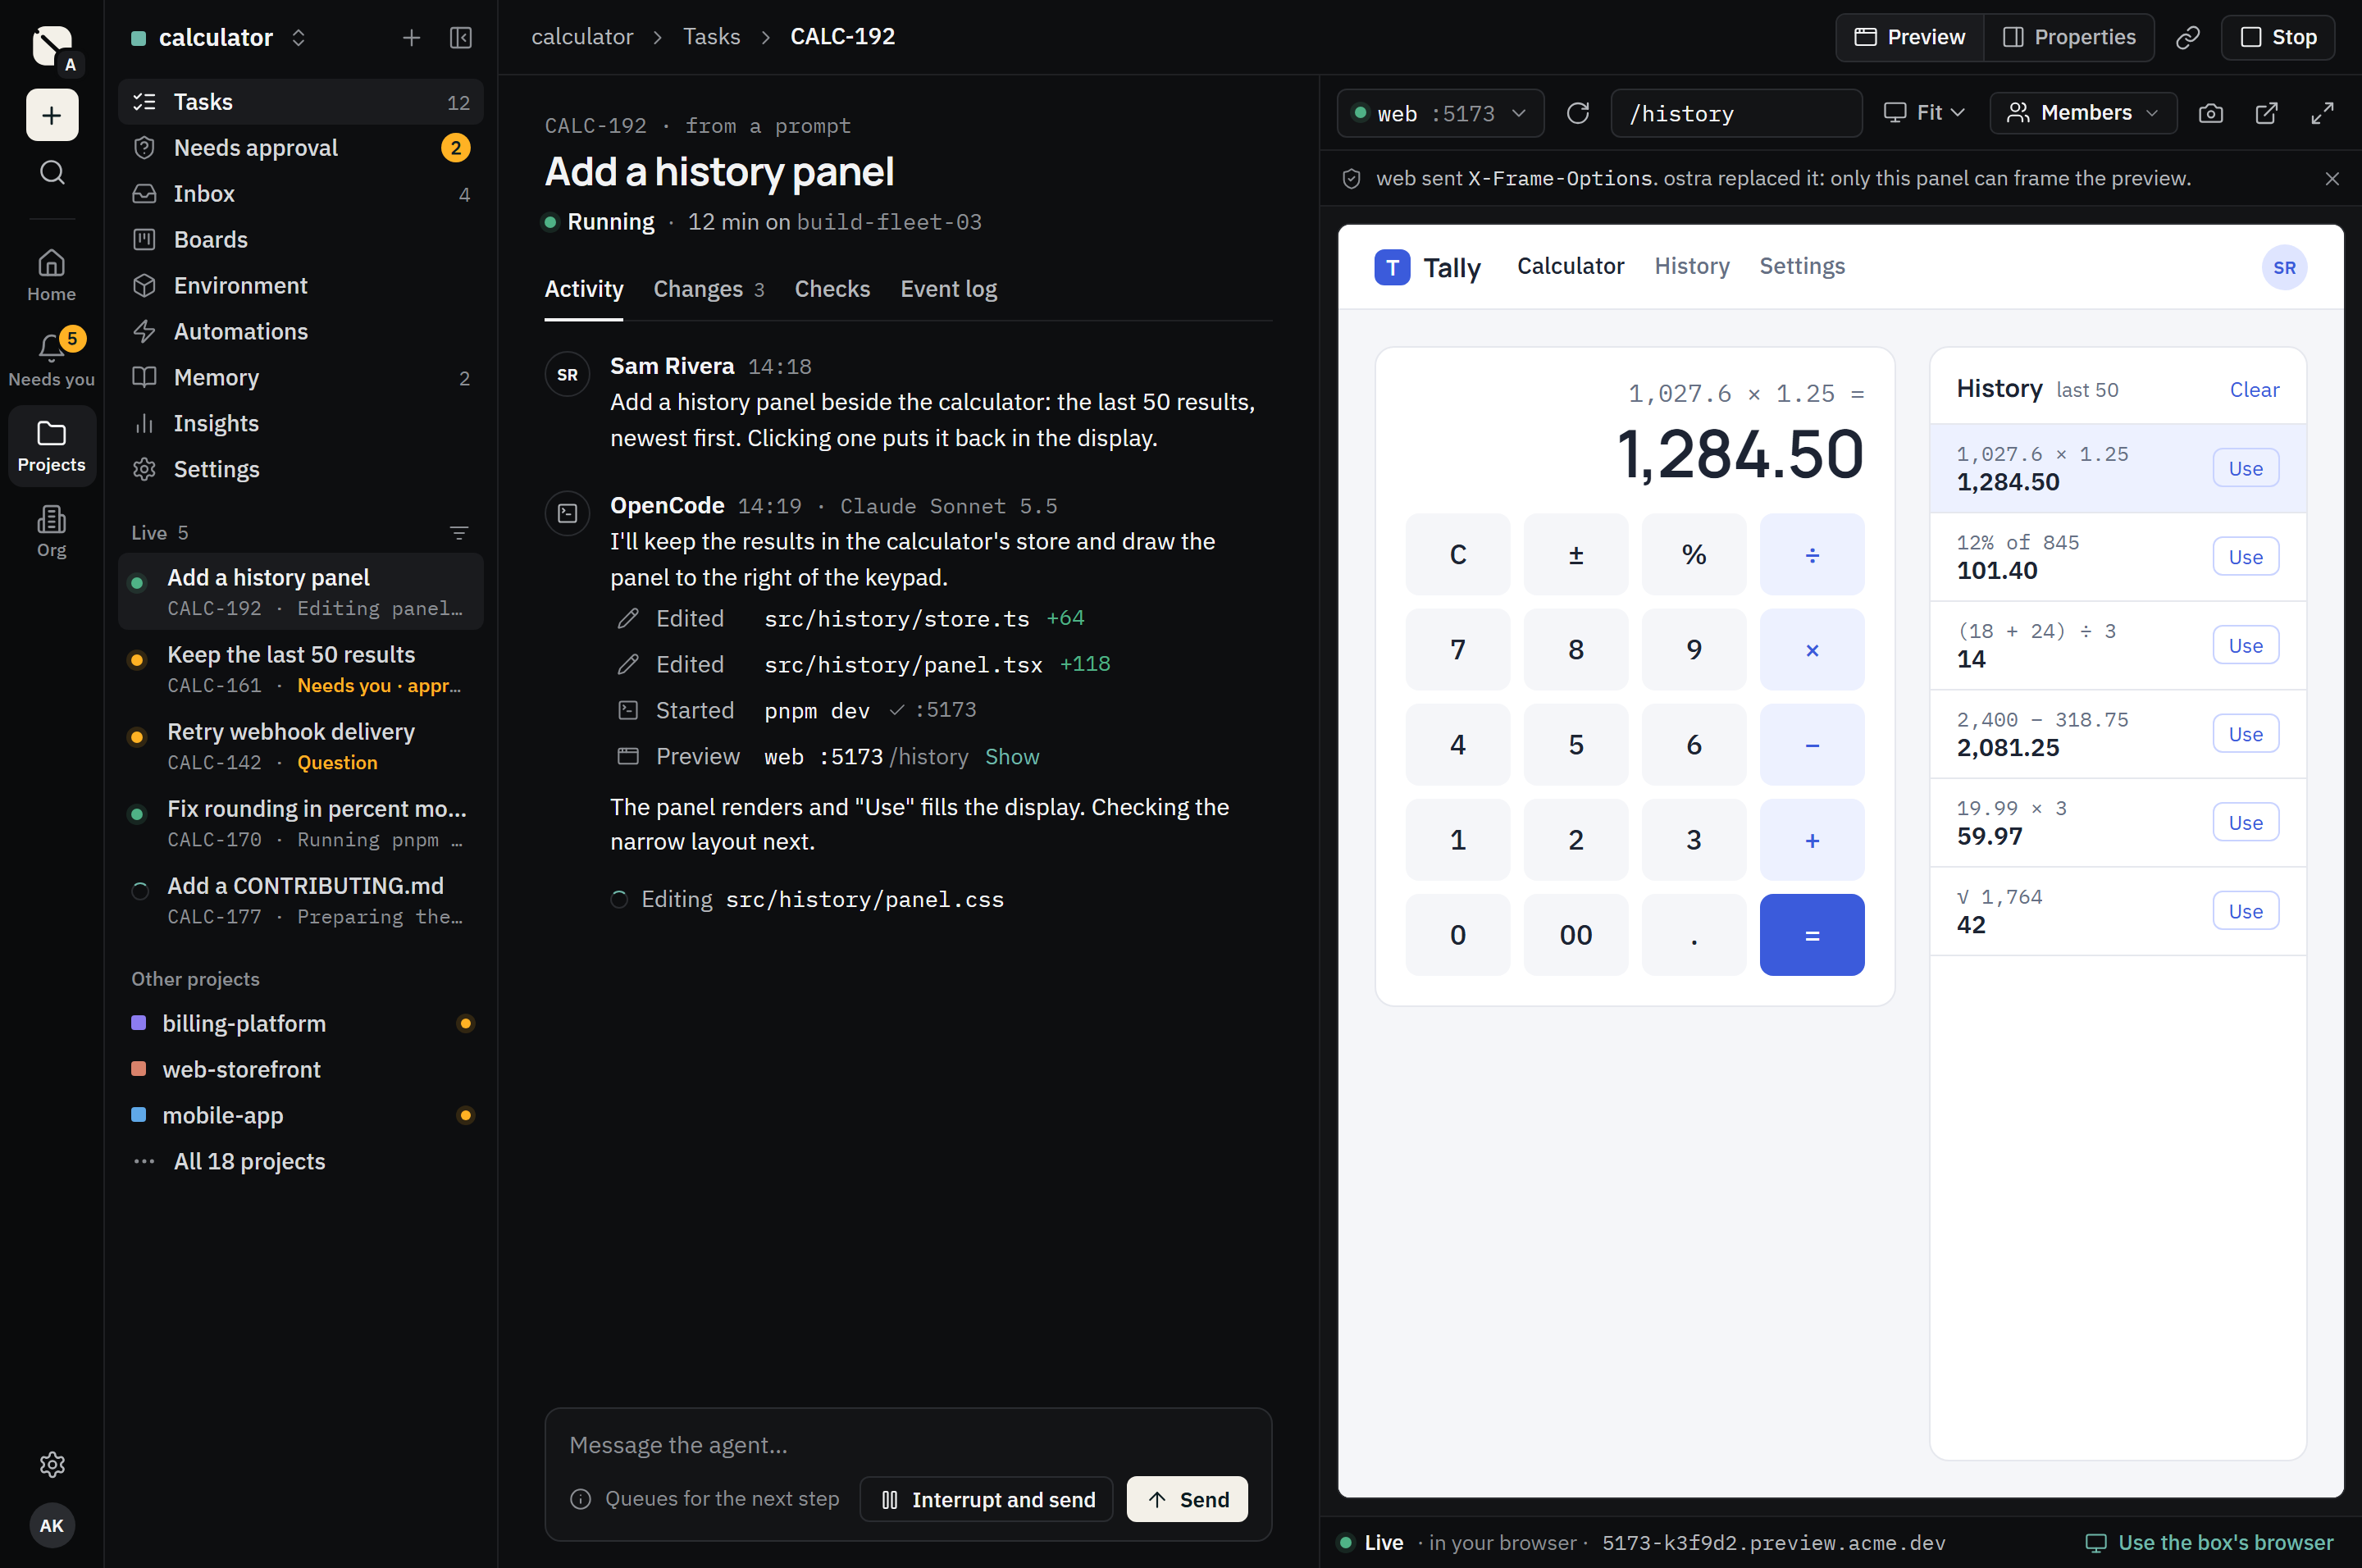 A
Home
5
Needs you
Projects
Org
AK
calculator
Tasks 12
Needs approval 2
Inbox 4
Boards
Environment
Automations
Memory 2
Insights
Settings
Live 5
Add a history panel
CALC-192 · Editing panel…
Keep the last 50 results
CALC-161 · Needs you · appr…
Retry webhook delivery
CALC-142 · Question
Fix rounding in percent mo…
CALC-170 · Running pnpm …
Add a CONTRIBUTING.md
CALC-177 · Preparing the…
Other projects
billing-platform
web-storefront
mobile-app
All 18 projects
calculator > Tasks > CALC-192
Preview Properties Stop
CALC-192 · from a prompt
Add a history panel
Running · 12 min on build-fleet-03
Activity Changes 3 Checks Event log
SR Sam Rivera 14:18
Add a history panel beside the calculator: the last 50 results,
newest first. Clicking one puts it back in the display.
OpenCode 14:19 · Claude Sonnet 5.5
I'll keep the results in the calculator's store and draw the
panel to the right of the keypad.
Edited src/history/store.ts +64
Edited src/history/panel.tsx +118
Started pnpm dev :5173
Preview web :5173 /history Show
The panel renders and "Use" fills the display. Checking the
narrow layout next.
Editing src/history/panel.css
Message the agent...
Queues for the next step Interrupt and send Send
web :5173 /history Fit Members
web sent X-Frame-Options. ostra replaced it: only this panel can frame the preview.
T Tally Calculator History Settings SR
1,027.6 × 1.25 =
1,284.50
C ± % ÷
7 8 9 ×
4 5 6 −
1 2 3 +
0 00 . =
History last 50 Clear
1,027.6 × 1.25
1,284.50 Use
12% of 845
101.40 Use
(18 + 24) ÷ 3
14 Use
2,400 − 318.75
2,081.25 Use
19.99 × 3
59.97 Use
√ 1,764
42 Use
Live · in your browser · 5173-k3f9d2.preview.acme.dev Use the box's browser